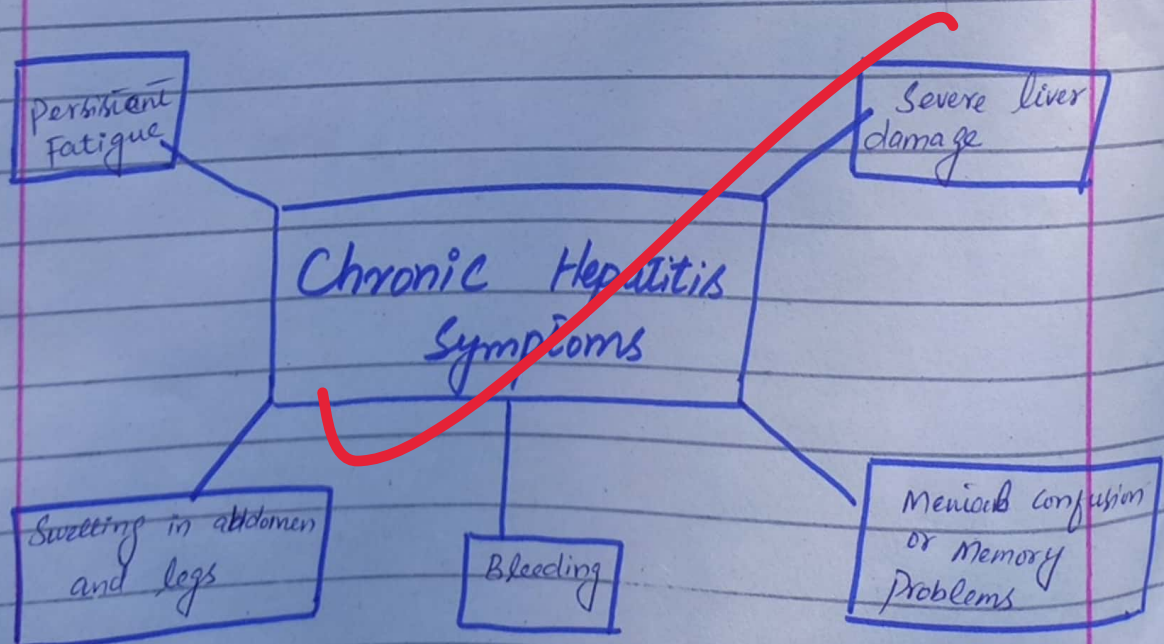 Persistent
Fatigue
Severe liver
damage
Chronic Hepatitis
Symptoms
Swelling in abdomen
and legs
Bleeding
confusion
or Memory
Problems